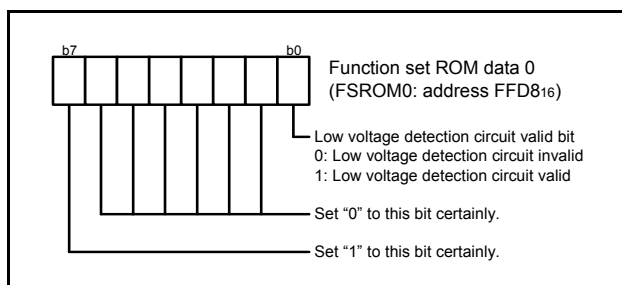 b7 b0
Function set ROM data 0
(FSROM0: address FFD816)
Low voltage detection circuit valid bit
0: Low voltage detection circuit invalid
1: Low voltage detection circuit valid
Set “0” to this bit certainly.
Set “1” to this bit certainly.